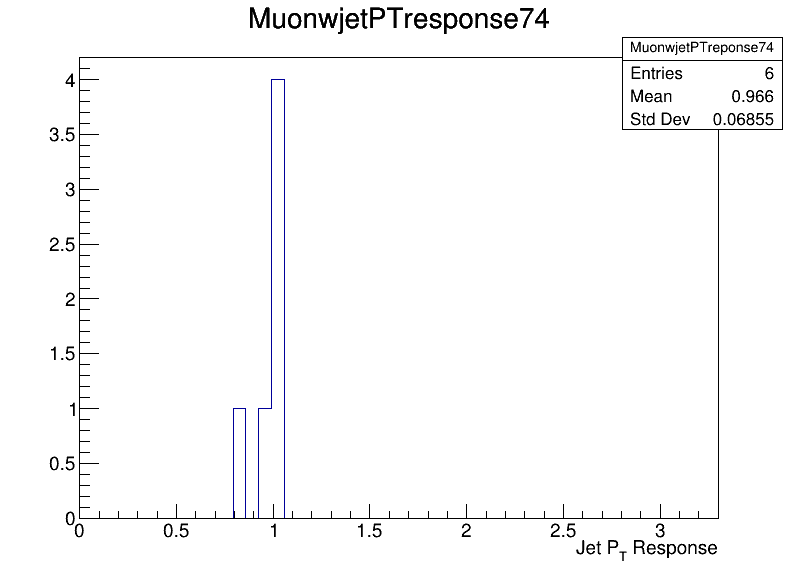 MuonwjetPTresponse74
MuonwjetPTreponse74
Entries 6
Mean 0.966
Std Dev 0.06855
4
3.5
3
2.5
2
1.5
1
0.5
0
0 0.5 1 1.5 2 2.5 3
Jet PT Response